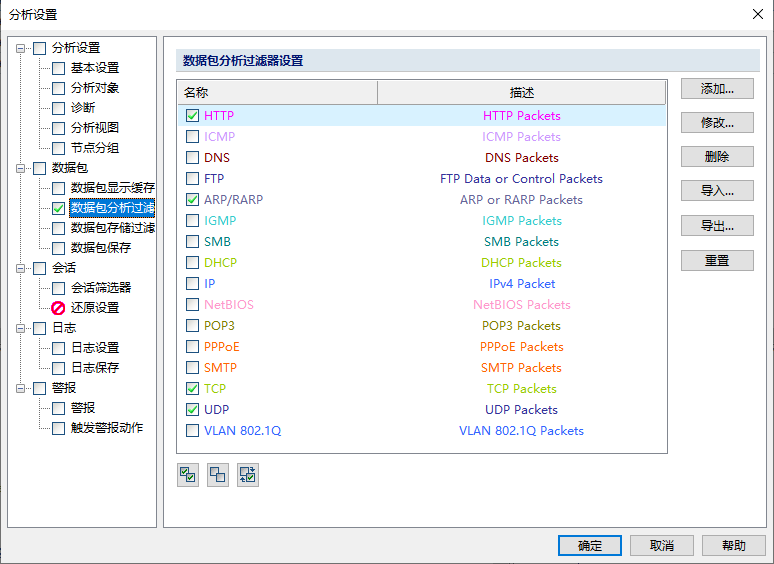 分析设置
分析设置
基本设置
分析对象
诊断
分析视图
节点分组
数据包
数据包显示缓存
数据包分析过滤
数据包存储过滤
数据包保存
会话
会话筛选器
还原设置
日志
日志设置
日志保存
警报
警报
触发警报动作
数据包分析过滤器设置
名称 描述
HTTP HTTP Packets
ICMP ICMP Packets
DNS DNS Packets
FTP FTP Data or Control Packets
ARP/RARP ARP or RARP Packets
IGMP IGMP Packets
SMB SMB Packets
DHCP DHCP Packets
IP IPv4 Packet
NetBIOS NetBIOS Packets
POP3 POP3 Packets
PPPoE PPPoE Packets
SMTP SMTP Packets
TCP TCP Packets
UDP UDP Packets
VLAN 802.1Q VLAN 802.1Q Packets
添加...
修改...
删除
导入...
导出...
重置
确定 取消 帮助